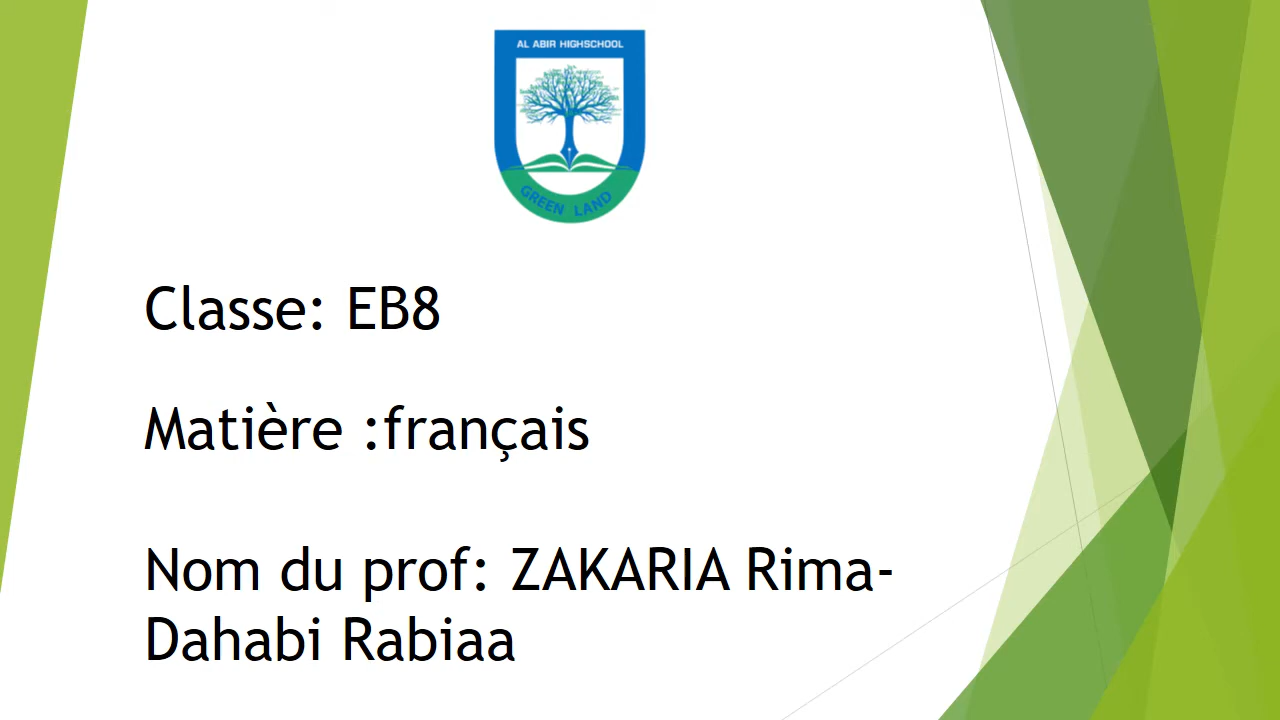 AL ABIR HIGHSCHOOL
GREEN LAND
Classe: EB8
Matière :français
Nom du prof: ZAKARIA Rima-
Dahabi Rabiaa